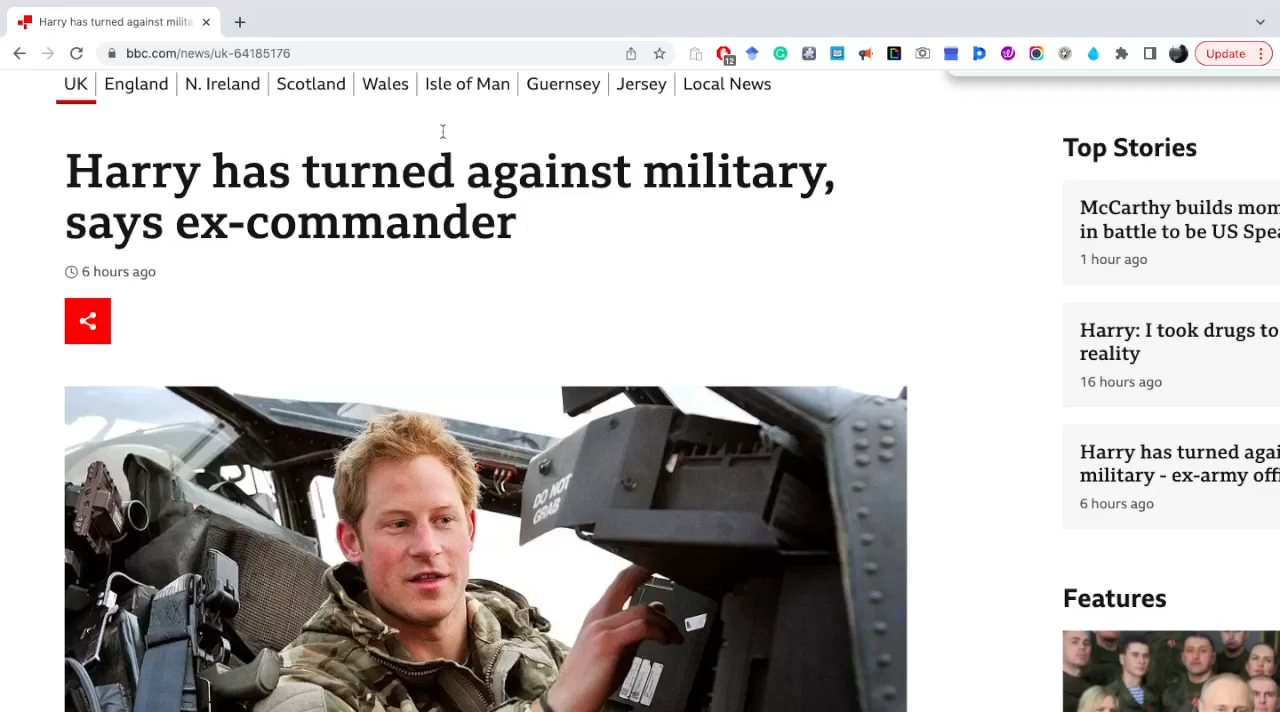 Harry has turned against milita
bbc.com/news/uk-64185176
12
Update
UK England N. Ireland Scotland Wales Isle of Man Guernsey Jersey Local News
Harry has turned against military,
says ex-commander
6 hours ago
DO NOT
GRAB
Top Stories
McCarthy builds mom
in battle to be US Spea
1 hour ago
Harry: I took drugs to
reality
16 hours ago
Harry has turned agai
military - ex-army offi
6 hours ago
Features